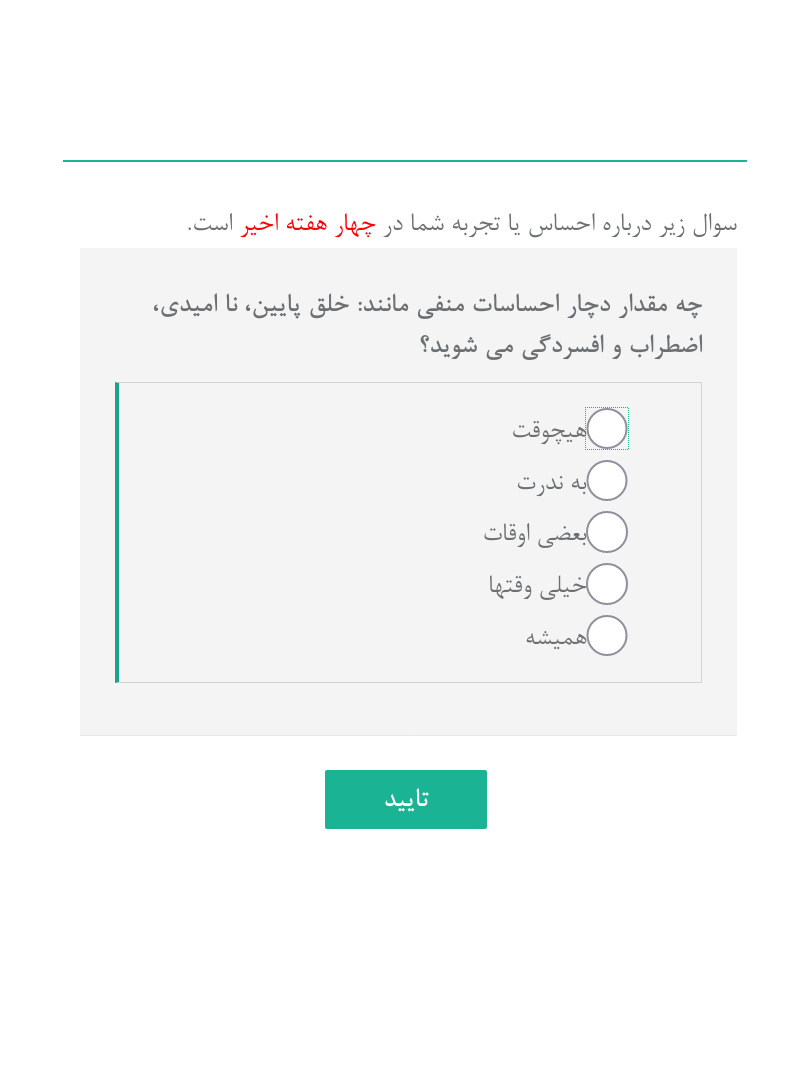 سوال زیر درباره احساس یا تجربه شما در چهار هفته اخیر است.
چه مقدار دچار احساسات منفی مانند: خلق پایین، نا امیدی،
اضطراب و افسردگی می شوید؟
هیچوقت
به ندرت
بعضی اوقات
خیلی وقتها
همیشه
تایید